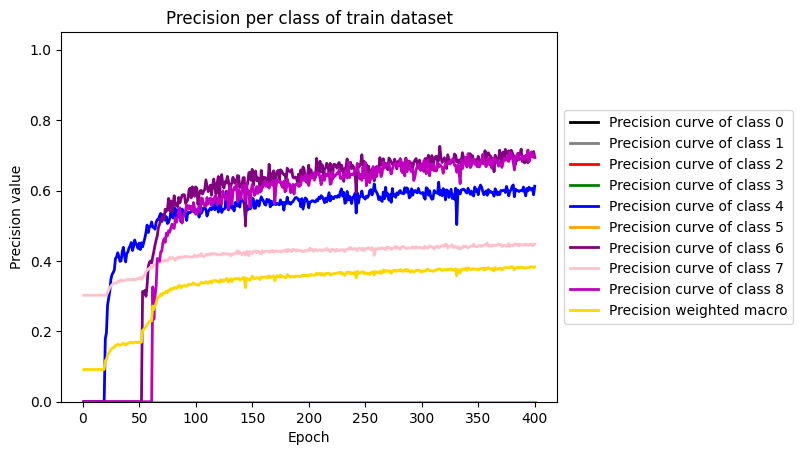 Precision per class of train dataset
Precision value
1.0
0.8
0.6
0.4
0.2
0.0
0
50
100
150
200
250
300
350
400
Epoch
Precision curve of class 0
Precision curve of class 1
Precision curve of class 2
Precision curve of class 3
Precision curve of class 4
Precision curve of class 5
Precision curve of class 6
Precision curve of class 7
Precision curve of class 8
Precision weighted macro